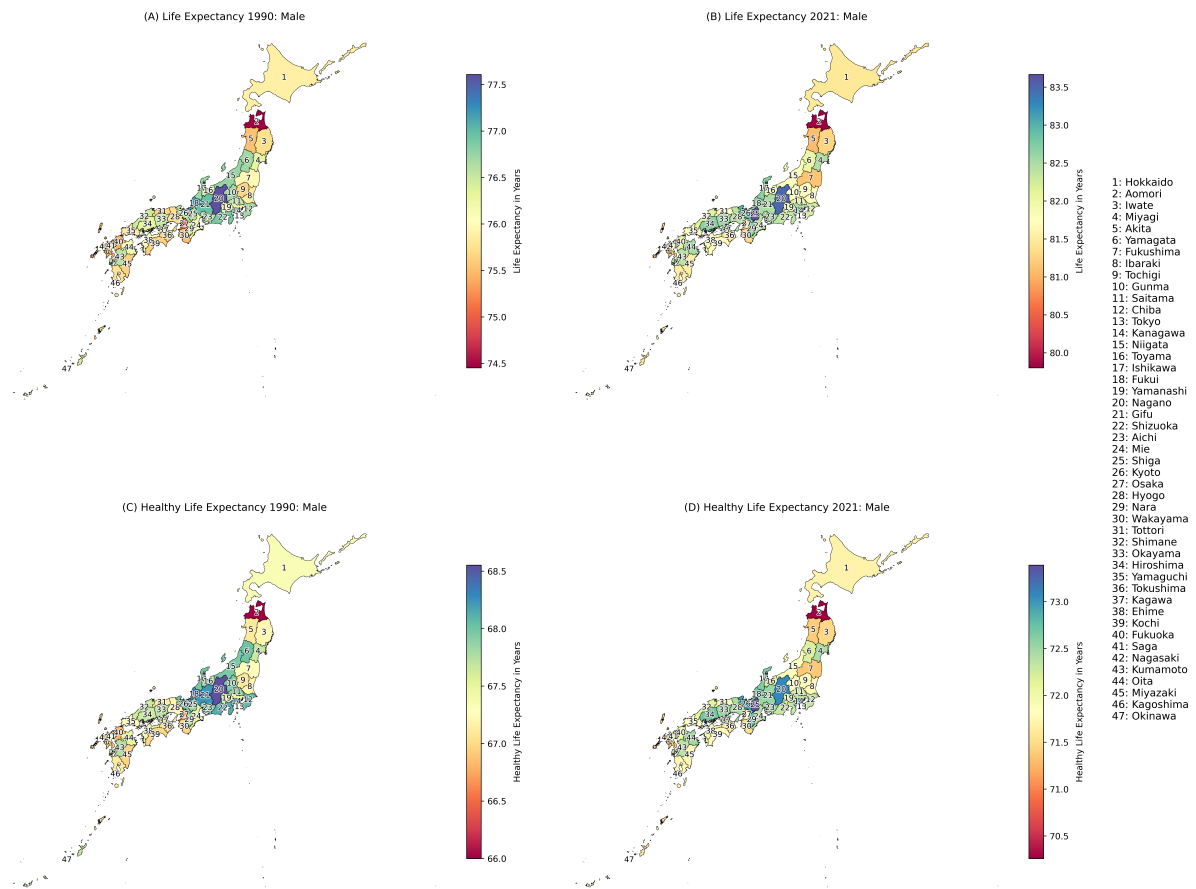 (A) Life Expectancy 1990: Male
(B) Life Expectancy 2021: Male
77.5
77.0
76.5
76.0
75.5
75.0
74.5
Life Expectancy in Years
83.5
83.0
82.5
82.0
81.5
81.0
80.5
80.0
Life Expectancy in Years
(C) Healthy Life Expectancy 1990: Male
(D) Healthy Life Expectancy 2021: Male
68.5
68.0
67.5
67.0
66.5
66.0
Healthy Life Expectancy in Years
73.0
72.5
72.0
71.5
71.0
70.5
Healthy Life Expectancy in Years
1: Hokkaido
2: Aomori
3: Iwate
4: Miyagi
5: Akita
6: Yamagata
7: Fukushima
8: Ibaraki
9: Tochigi
10: Gunma
11: Saitama
12: Chiba
13: Tokyo
14: Kanagawa
15: Niigata
16: Toyama
17: Ishikawa
18: Fukui
19: Yamanashi
20: Nagano
21: Gifu
22: Shizuoka
23: Aichi
24: Mie
25: Shiga
26: Kyoto
27: Osaka
28: Hyogo
29: Nara
30: Wakayama
31: Tottori
32: Shimane
33: Okayama
34: Hiroshima
35: Yamaguchi
36: Tokushima
37: Kagawa
38: Ehime
39: Kochi
40: Fukuoka
41: Saga
42: Nagasaki
43: Kumamoto
44: Oita
45: Miyazaki
46: Kagoshima
47: Okinawa